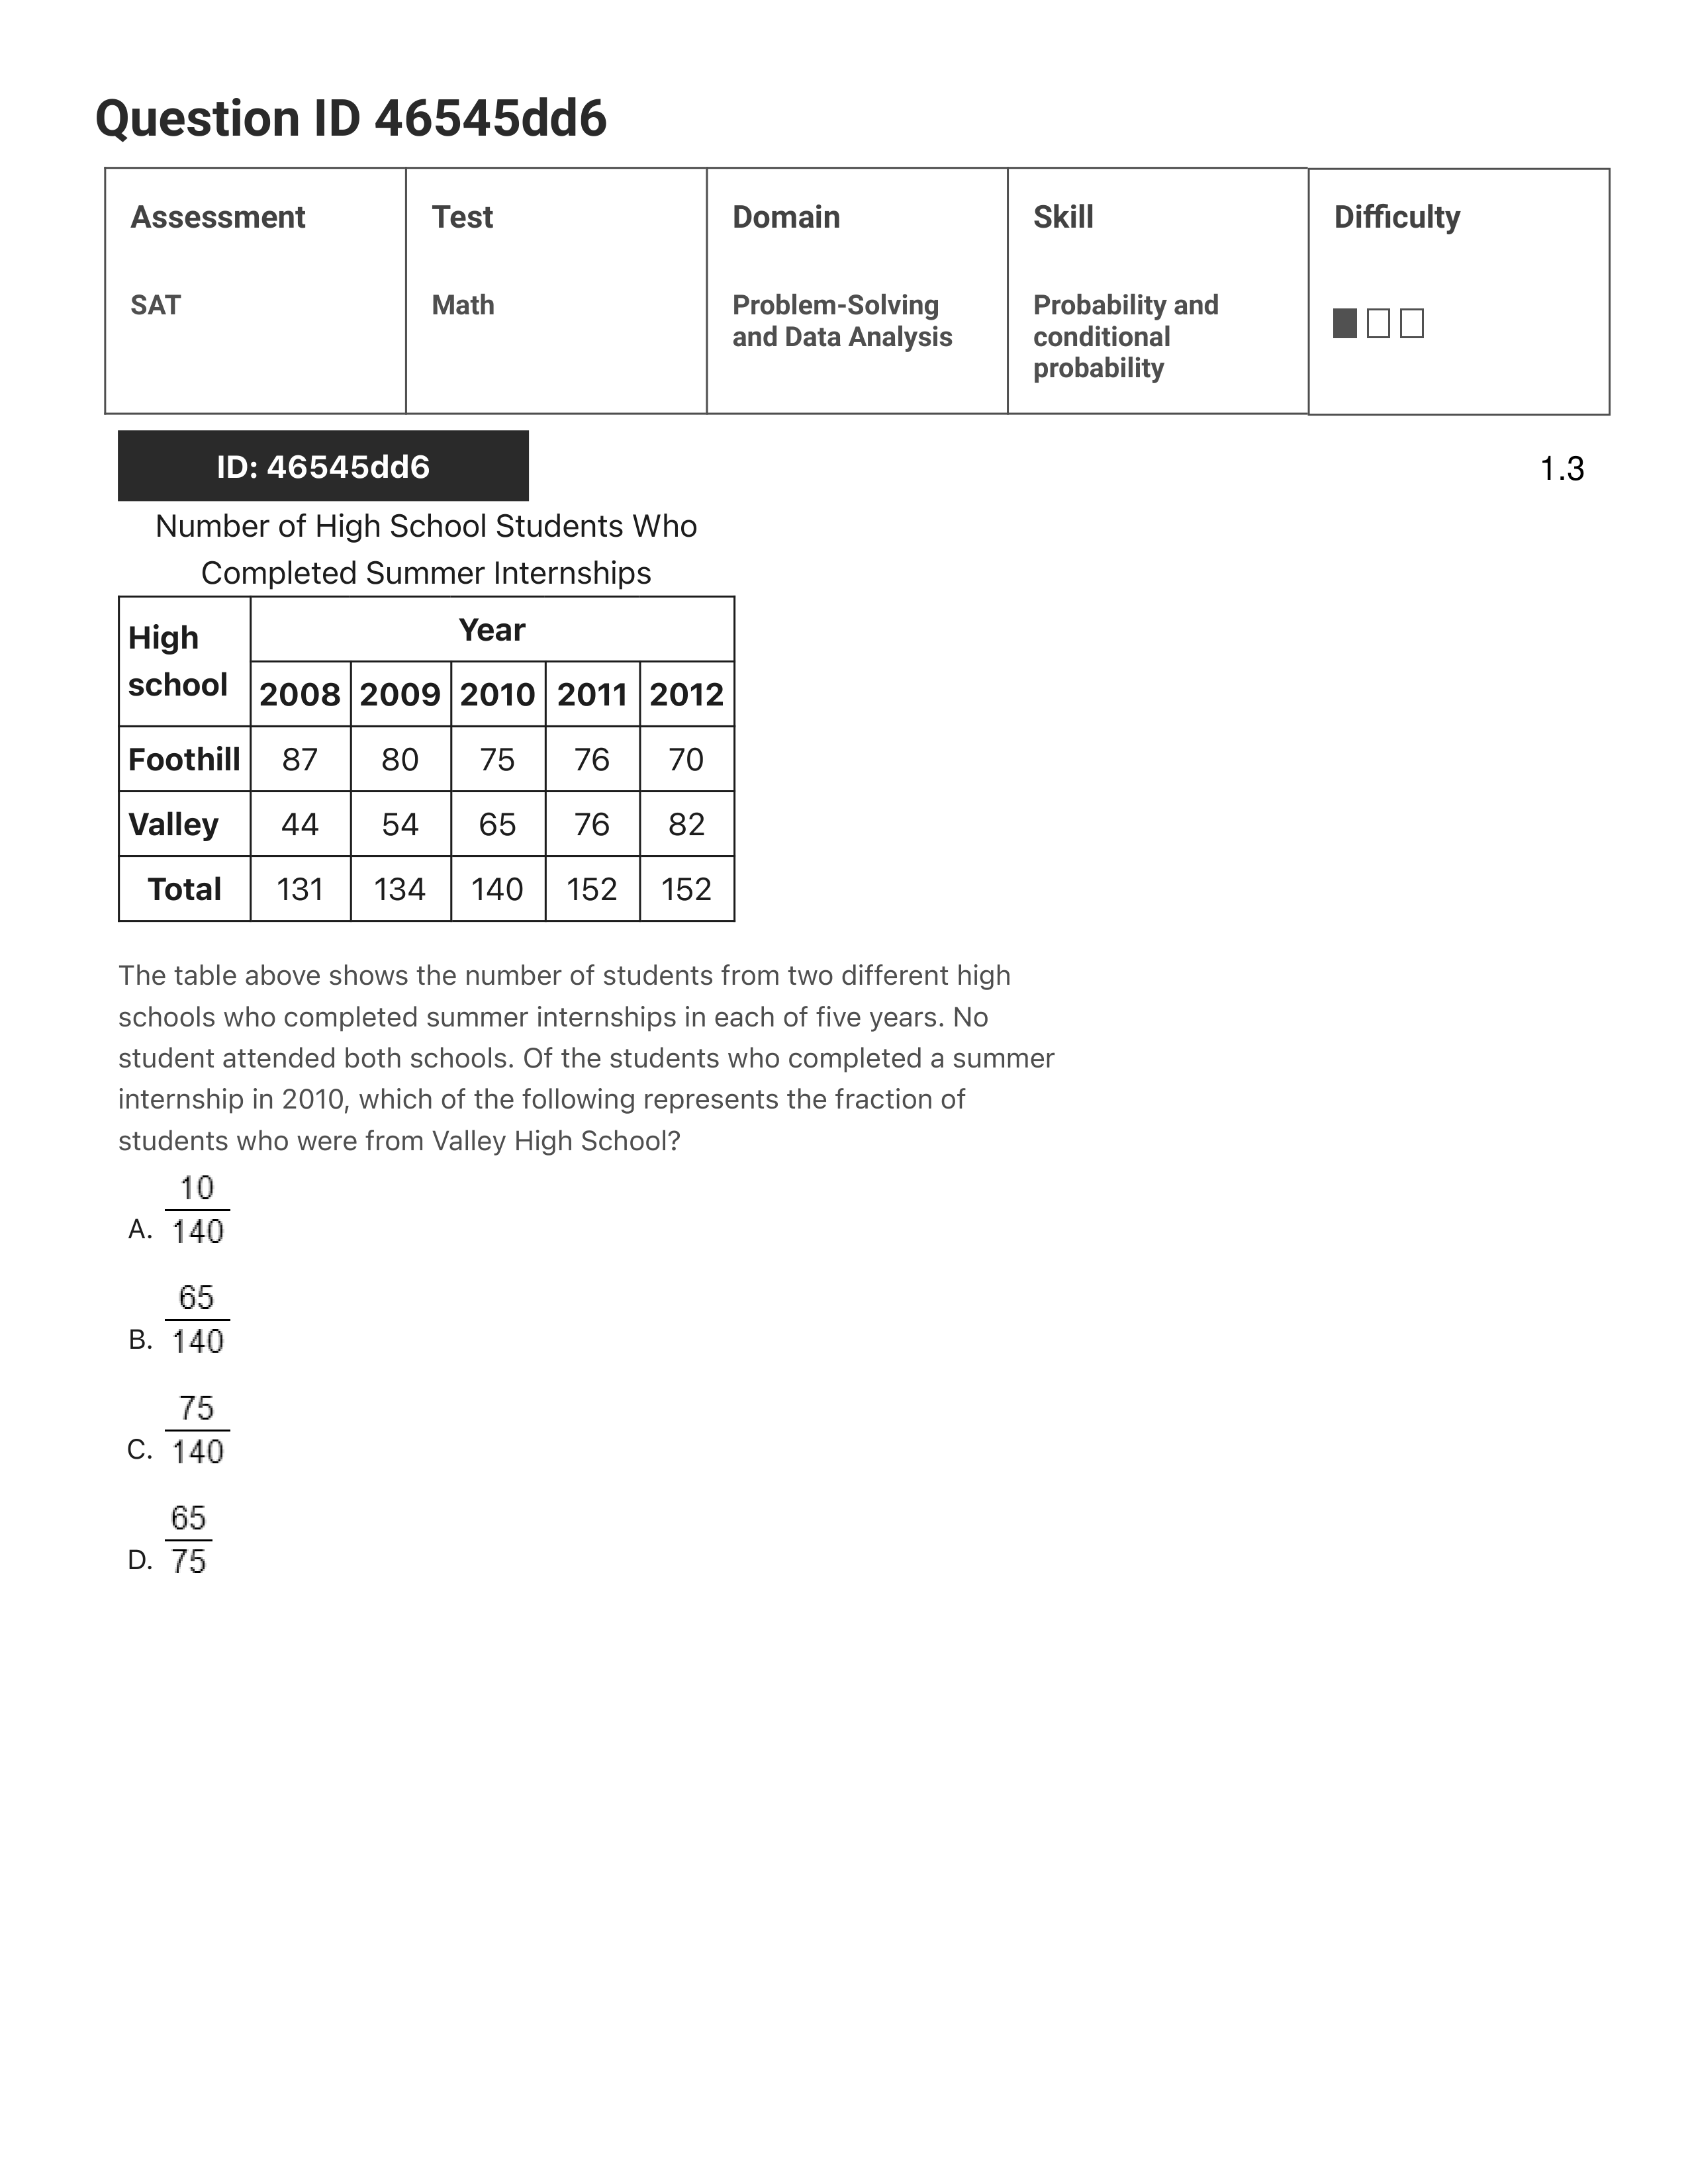 Question ID 46545dd6
Assessment Test Domain Skill Difficulty
SAT Math Problem-Solving Probability and
and Data Analysis conditional
probability
ID: 46545dd6 1.3
Number of High School Students Who
Completed Summer Internships
High school Year
2008 2009 2010 2011 2012
Foothill 87 80 75 76 70
Valley 44 54 65 76 82
Total 131 134 140 152 152
The table above shows the number of students from two different high
schools who completed summer internships in each of five years. No
student attended both schools. Of the students who completed a summer
internship in 2010, which of the following represents the fraction of
students who were from Valley High School?
10
A. 140
65
B. 140
75
C. 140
65
D. 75